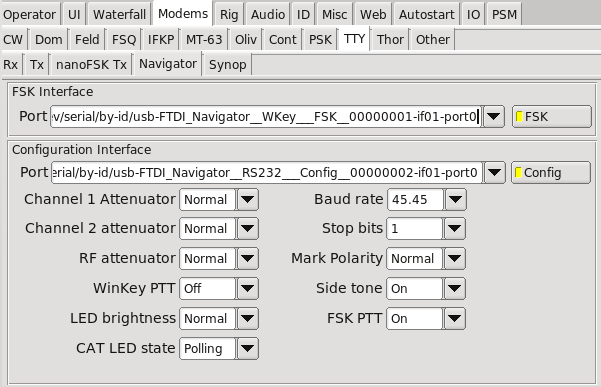 Operator UI Waterfall Modems Rig Audio ID Misc Web Autostart IO PSM
CW Dom Feld FSQ IFKP MT-63 Oliv Cont PSK TTY Thor Other
Rx Tx nanoFSK Tx Navigator Synop
FSK Interface
Port v/serial/by-id/usb-FTDI_Navigator__WKey___FSK__00000001-if01-port0 FSK
Configuration Interface
Port erial/by-id/usb-FTDI_Navigator__RS232___Config__00000002-if01-port0 Config
Channel 1 Attenuator Normal Baud rate 45.45
Channel 2 attenuator Normal Stop bits 1
RF attenuator Normal Mark Polarity Normal
WinKey PTT Off Side tone On
LED brightness Normal FSK PTT On
CAT LED state Polling